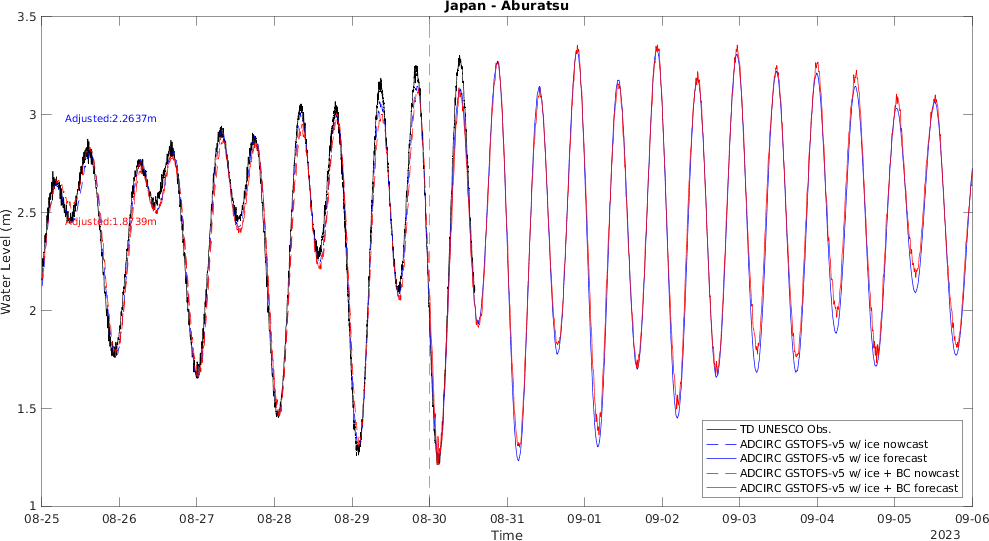 Japan - Aburatsu
3.5
3
2.5
2
1.5
1
Water Level (m)
Adjusted:2.2637m
Adjusted:1.8739m
TD UNESCO Obs.
ADCIRC GSTOFS-v5 w/ ice nowcast
ADCIRC GSTOFS-v5 w/ ice forecast
ADCIRC GSTOFS-v5 w/ ice + BC nowcast
ADCIRC GSTOFS-v5 w/ ice + BC forecast
08-25 08-26 08-27 08-28 08-29 08-30 08-31 09-01 09-02 09-03 09-04 09-05 09-06
Time
2023